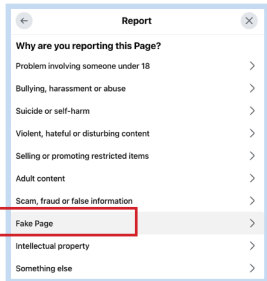 Report
Why are you reporting this Page?
Problem involving someone under 18
Bullying, harassment or abuse
Suicide or self-harm
Violent, hateful or disturbing content
Selling or promoting restricted items
Adult content
Scam, fraud or false information
Fake Page
Intellectual property
Something else